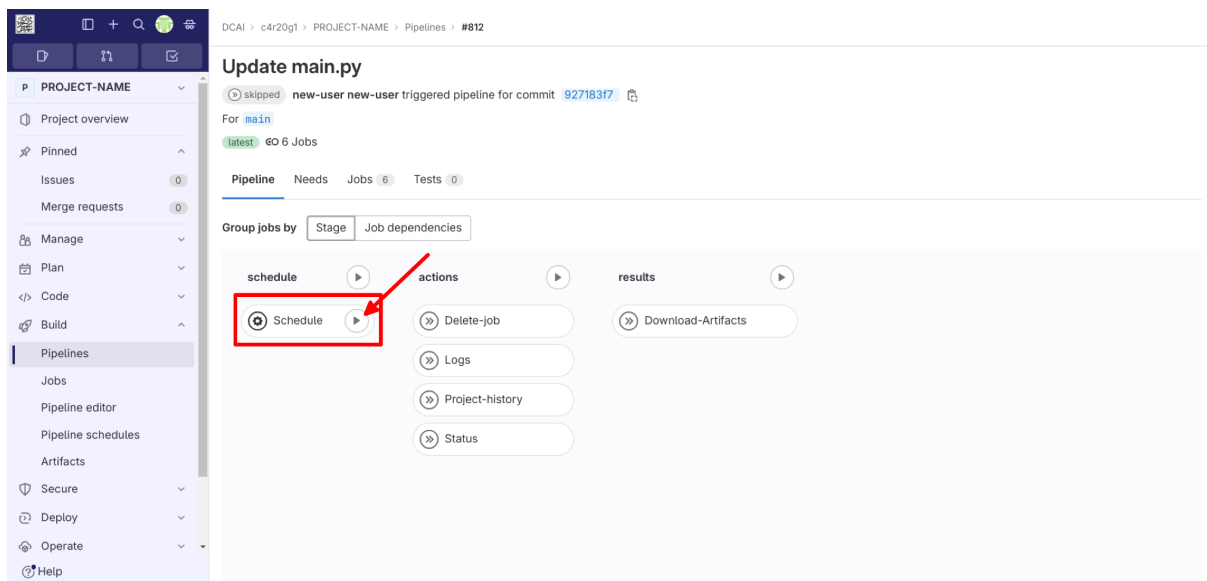 DCAI › c4r20g1 › PROJECT-NAME › Pipelines › #812
P PROJECT-NAME
Project overview
Pinned
Issues 0
Merge requests 0
Manage
Plan
Code
Build
Pipelines
Jobs
Pipeline editor
Pipeline schedules
Artifacts
Secure
Deploy
Operate
Help
Update main.py
skipped new-user new-user triggered pipeline for commit 927183f7
For main
latest 6 Jobs
Pipeline Needs Jobs 6 Tests 0
Group jobs by Stage Job dependencies
schedule actions results
Schedule Delete-job Download-Artifacts
Logs
Project-history
Status